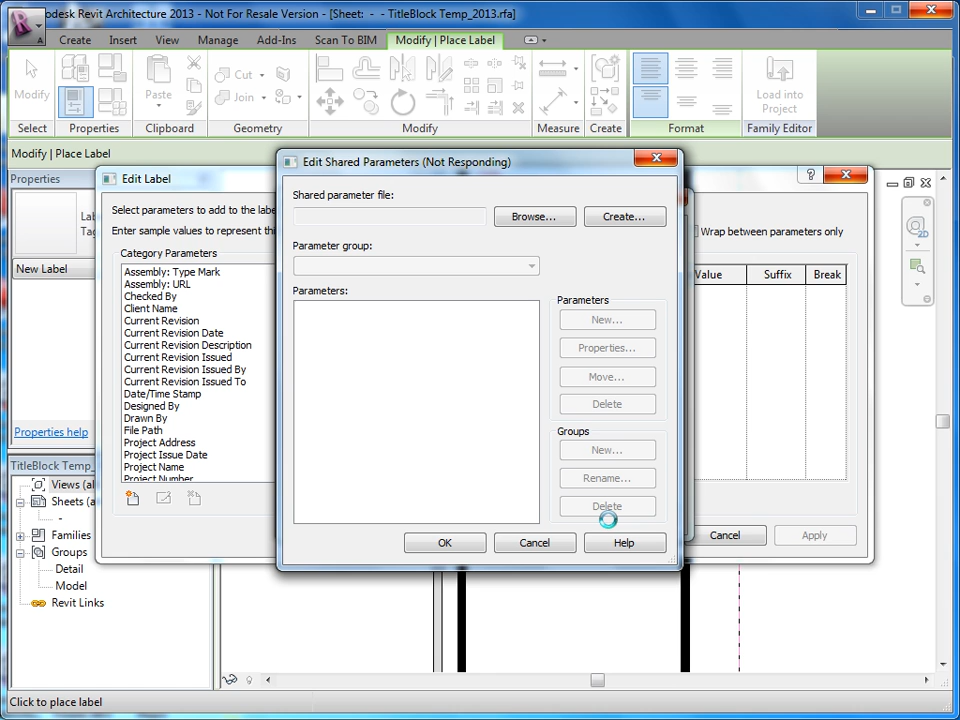 odesk Revit Architecture 2013 - Not For Resale Version - [Sheet: - - TitleBlock Temp_2013.rfa]
Create Insert View Manage Add-Ins Scan To BIM Modify | Place Label
Modify Paste Cut Join Load into Project
Select Properties Clipboard Geometry Modify Measure Create Format Family Editor
Modify | Place Label
Properties
Lab
Tag
New Label
Properties help
TitleBlock Temp_
Views (al
Sheets (a
-
Families
Groups
Detail
Model
Revit Links
Edit Label
Select parameters to add to the labe
Enter sample values to represent thi
Wrap between parameters only
Category Parameters
Assembly: Type Mark
Assembly: URL
Checked By
Client Name
Current Revision
Current Revision Date
Current Revision Description
Current Revision Issued
Current Revision Issued By
Current Revision Issued To
Date/Time Stamp
Designed By
Drawn By
File Path
Project Address
Project Issue Date
Project Name
Project Number
Value Suffix Break
Cancel Apply
Edit Shared Parameters (Not Responding)
Shared parameter file:
Browse... Create...
Parameter group:
Parameters:
Parameters
New...
Properties...
Move...
Delete
Groups
New...
Rename...
Delete
OK Cancel Help
Click to place label